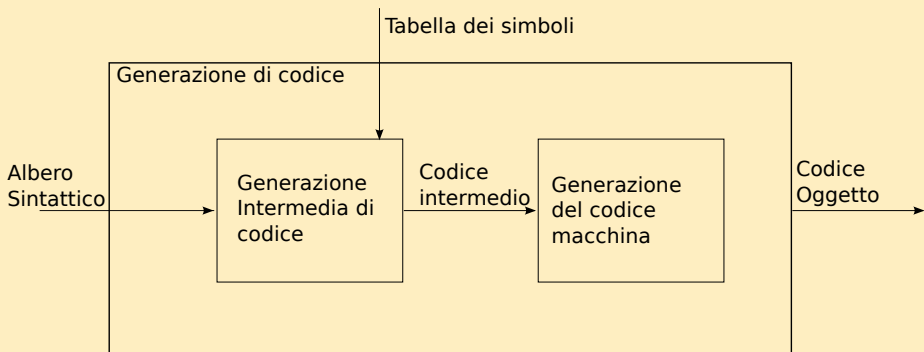 Tabella dei simboli
Generazione di codice
Albero
Sintattico
Generazione
Intermedia di
codice
Codice
intermedio
Generazione
del codice
macchina
Codice
Oggetto